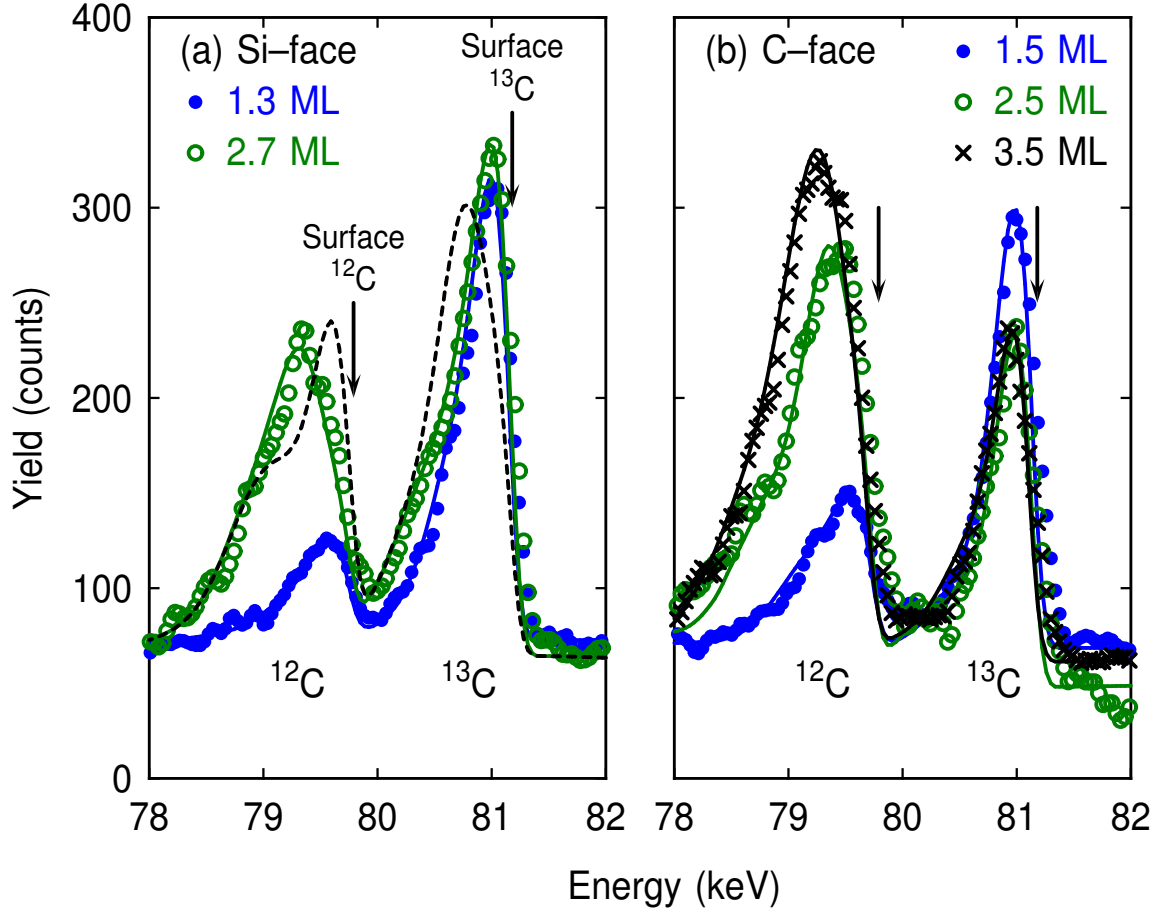 (a) Si–face
Surface
¹³C
1.3 ML
2.7 ML
Surface
¹²C
¹²C
¹³C
(b) C–face
1.5 ML
2.5 ML
3.5 ML
¹²C
¹³C
400
300
200
100
0
78 79 80 81 82
78 79 80 81 82
Yield (counts)
Energy (keV)